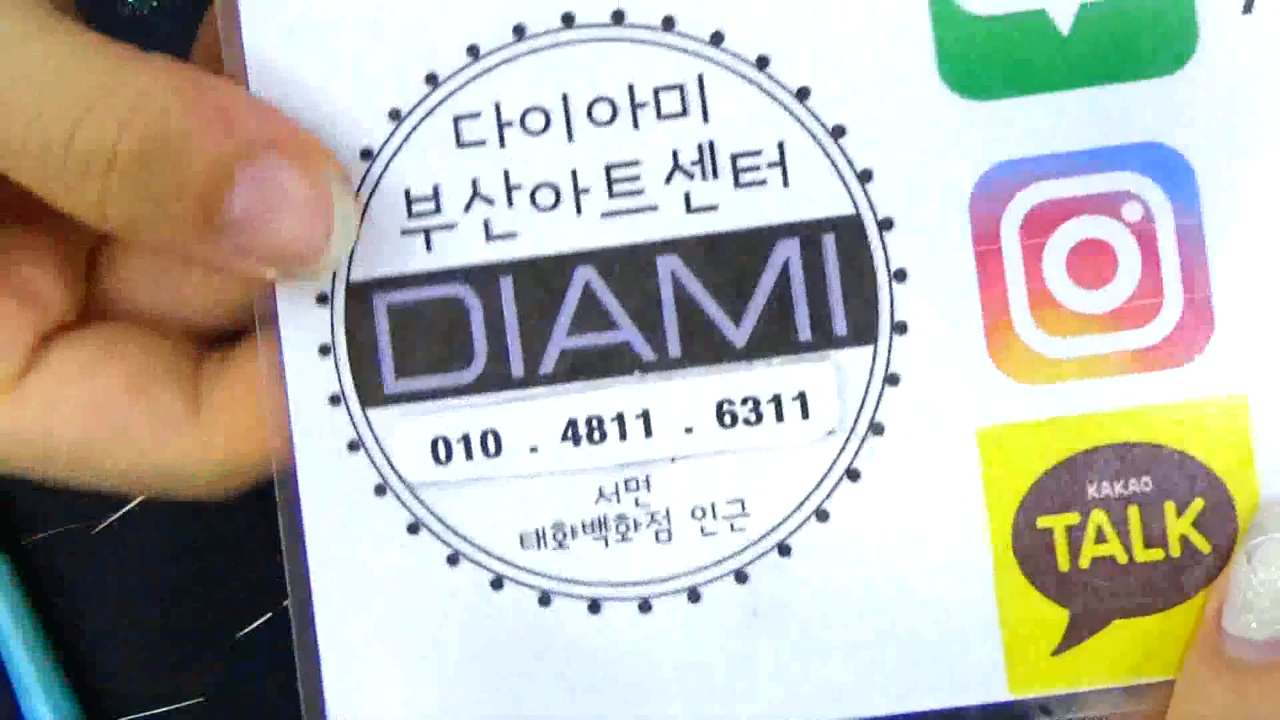 다이아미
부산아트센터
DIAMI
010 . 4811 . 6311
서면
태화백화점 인근
KAKAO
TALK